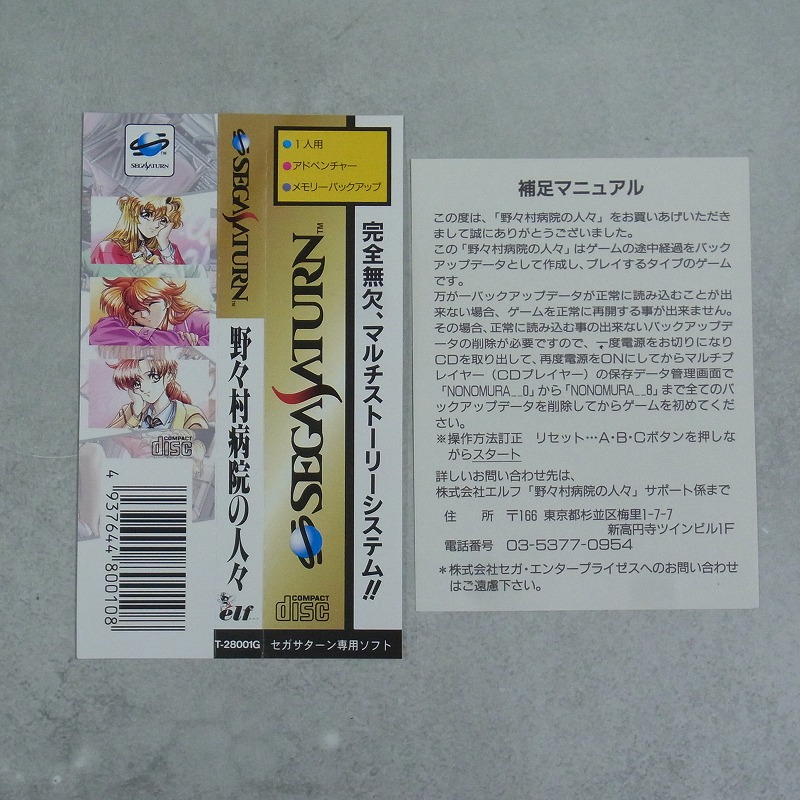 SEGA SATURN
TM
COMPACT
disc
4 937644 800108
SEGA SATURN
TM
野々村病院の人々
elf
T-28001G
1人用
アドベンチャー
メモリーバックアップ
SEGA SATURN
TM
COMPACT
disc
セガサターン専用ソフト
完全無欠、マルチストーリーシステム!!
補足マニュアル
この度は、「野々村病院の人々」をお買いあげいただき
まして誠にありがとうございました。
この「野々村病院の人々」はゲームの途中経過をバック
アップデータとして作成し、プレイするタイプのゲーム
です。
万が一バックアップデータが正常に読み込むことが出
来ない場合、ゲームを正常に再開する事が出来ません。
その場合、正常に読み込む事の出来ないバックアップデー
タの削除が必要ですので、一度電源をお切りになり
CDを取り出して、再度電源をONにしてからマルチプ
レイヤー(CDプレイヤー)の保存データ管理画面で
「NONOMURA__0」から「NONOMURA__8」まで全てのバッ
クアップデータを削除してからゲームを初めてくだ
さい。
※操作方法訂正 リセット…A・B・Cボタンを押しな
がらスタート
詳しいお問い合わせ先は、
株式会社エルフ「野々村病院の人々」サポート係まで
住 所 〒166 東京都杉並区梅里1-7-7
新高円寺ツインビル1F
電話番号 03-5377-0954
＊株式会社セガ・エンタープライゼスへのお問い合わせ
はご遠慮下さい。